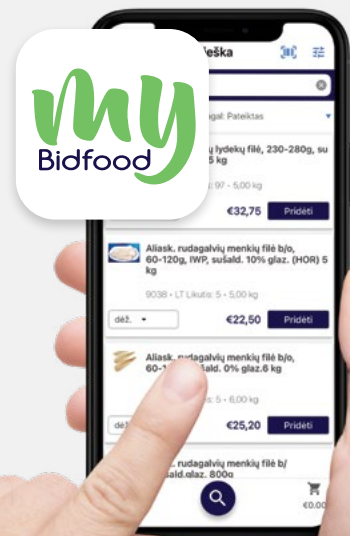 my
Bidfood
ieška
gal: Pateiktas
ų lydekų filė, 230-280g, su
5 kg
s: 97 - 5,00 kg
€32,75 Pridėti
Aliask. rudagalvių menkių filė b/o,
60-120g, IWP, sušald. 10% glaz. (HOR) 5
kg
9038 • LT Likutis: 5 - 5,00 kg
dėž. €22,50 Pridėti
Aliask. rudagalvių menkių filė b/o,
60-1 šald. 0% glaz.6 kg
s: 5 - 6,00 kg
dėž €25,20 Pridėti
. rudagalvių menkių filė b/
sald.glaz. 800g
€0.00